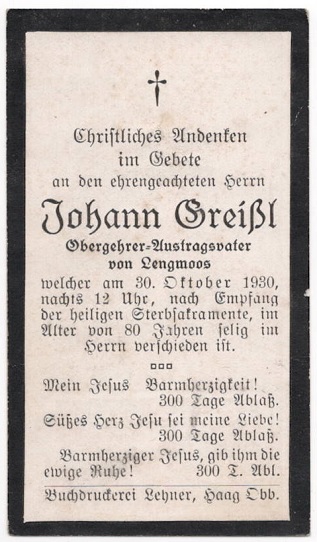 Christliches Andenken
im Gebete
an den ehrengeachteten Herrn
Johann Greißl
Obergehrer-Austragsvater
von Lengmoos
welcher am 30. Oktober 1930,
nachts 12 Uhr, nach Empfang
der heiligen Sterbsakramente, im
Alter von 80 Jahren selig im
Herrn verschieden ist.
Mein Jesus Barmherzigkeit!
300 Tage Ablaß.
Süßes Herz Jesu sei meine Liebe!
300 Tage Ablaß.
Barmherziger Jesus, gib ihm die
ewige Ruhe! 300 T. Abl.
Buchdruckerei Lehner, Haag Obb.